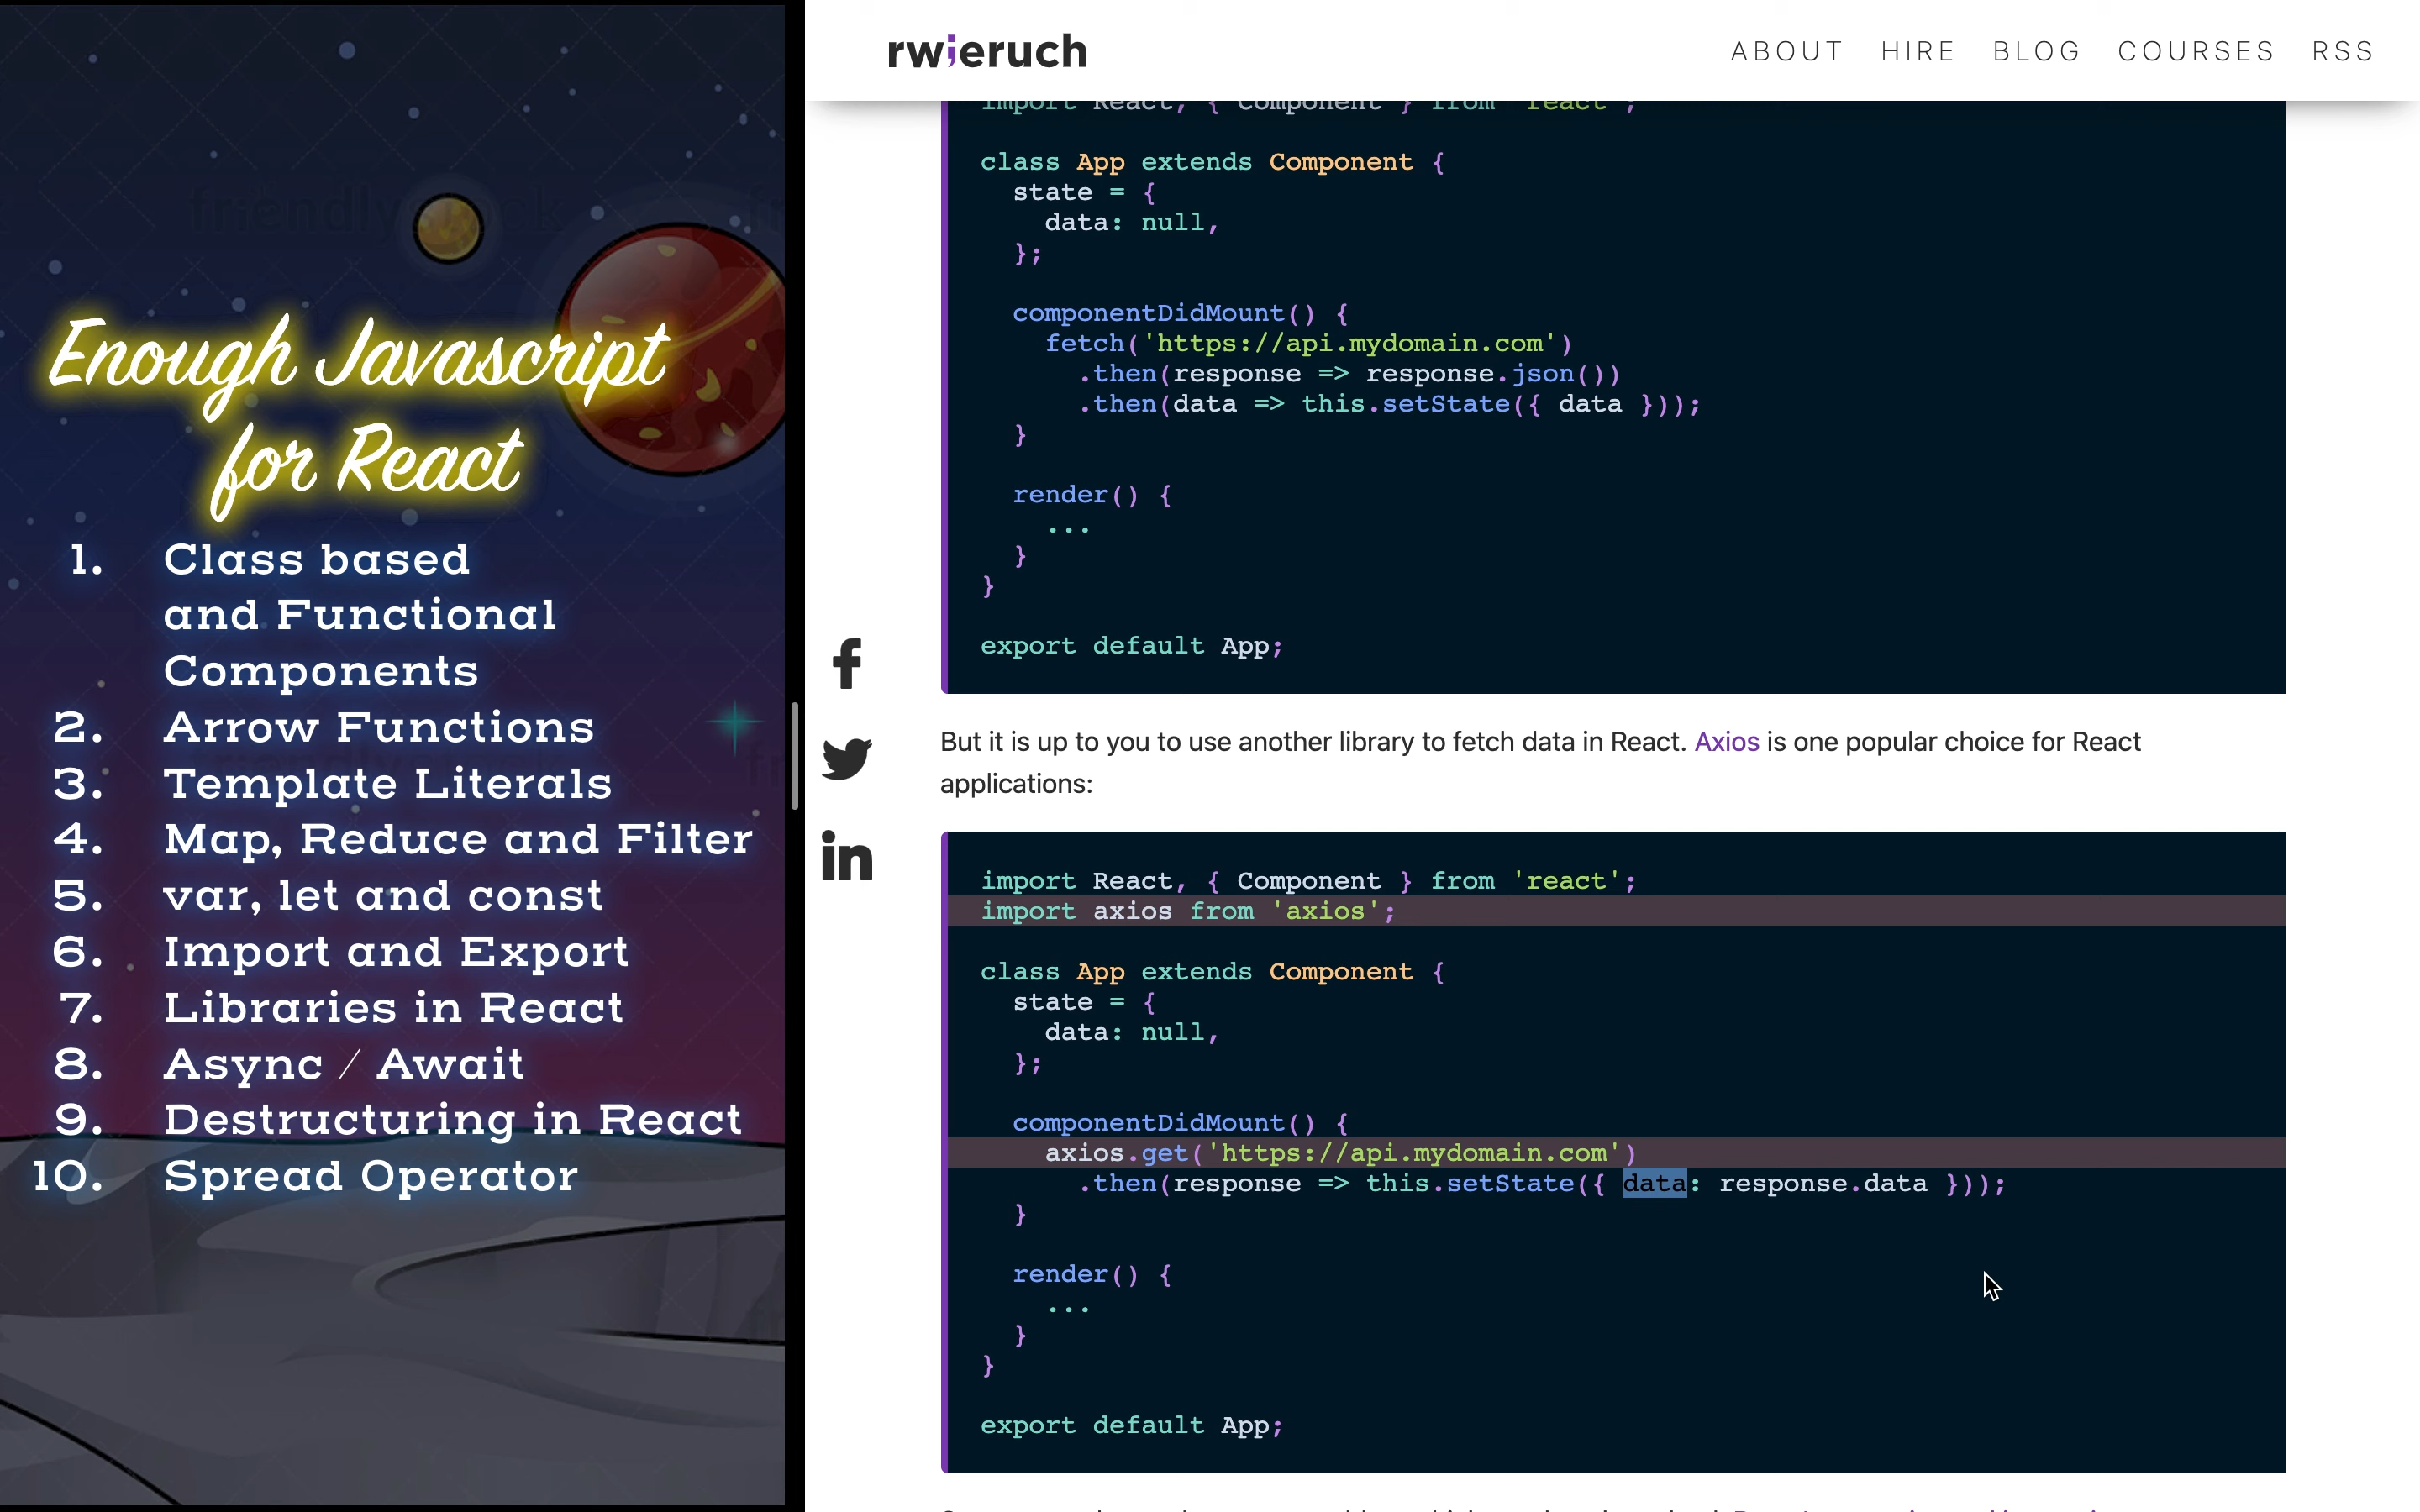 Enough Javascript
for React
1. Class based
and Functional
Components
2. Arrow Functions
3. Template Literals
4. Map, Reduce and Filter
5. var, let and const
6. Import and Export
7. Libraries in React
8. Async / Await
9. Destructuring in React
10. Spread Operator
rwieruch
ABOUT HIRE BLOG COURSES RSS
import React, { Component } from 'react';
class App extends Component {
state = {
data: null,
};
componentDidMount() {
fetch('https://api.mydomain.com')
.then(response => response.json())
.then(data => this.setState({ data }));
}
render() {
...
}
}
export default App;
But it is up to you to use another library to fetch data in React. Axios is one popular choice for React
applications:
import React, { Component } from 'react';
import axios from 'axios';
class App extends Component {
state = {
data: null,
};
componentDidMount() {
axios.get('https://api.mydomain.com')
.then(response => this.setState({ data: response.data }));
}
render() {
...
}
}
export default App;